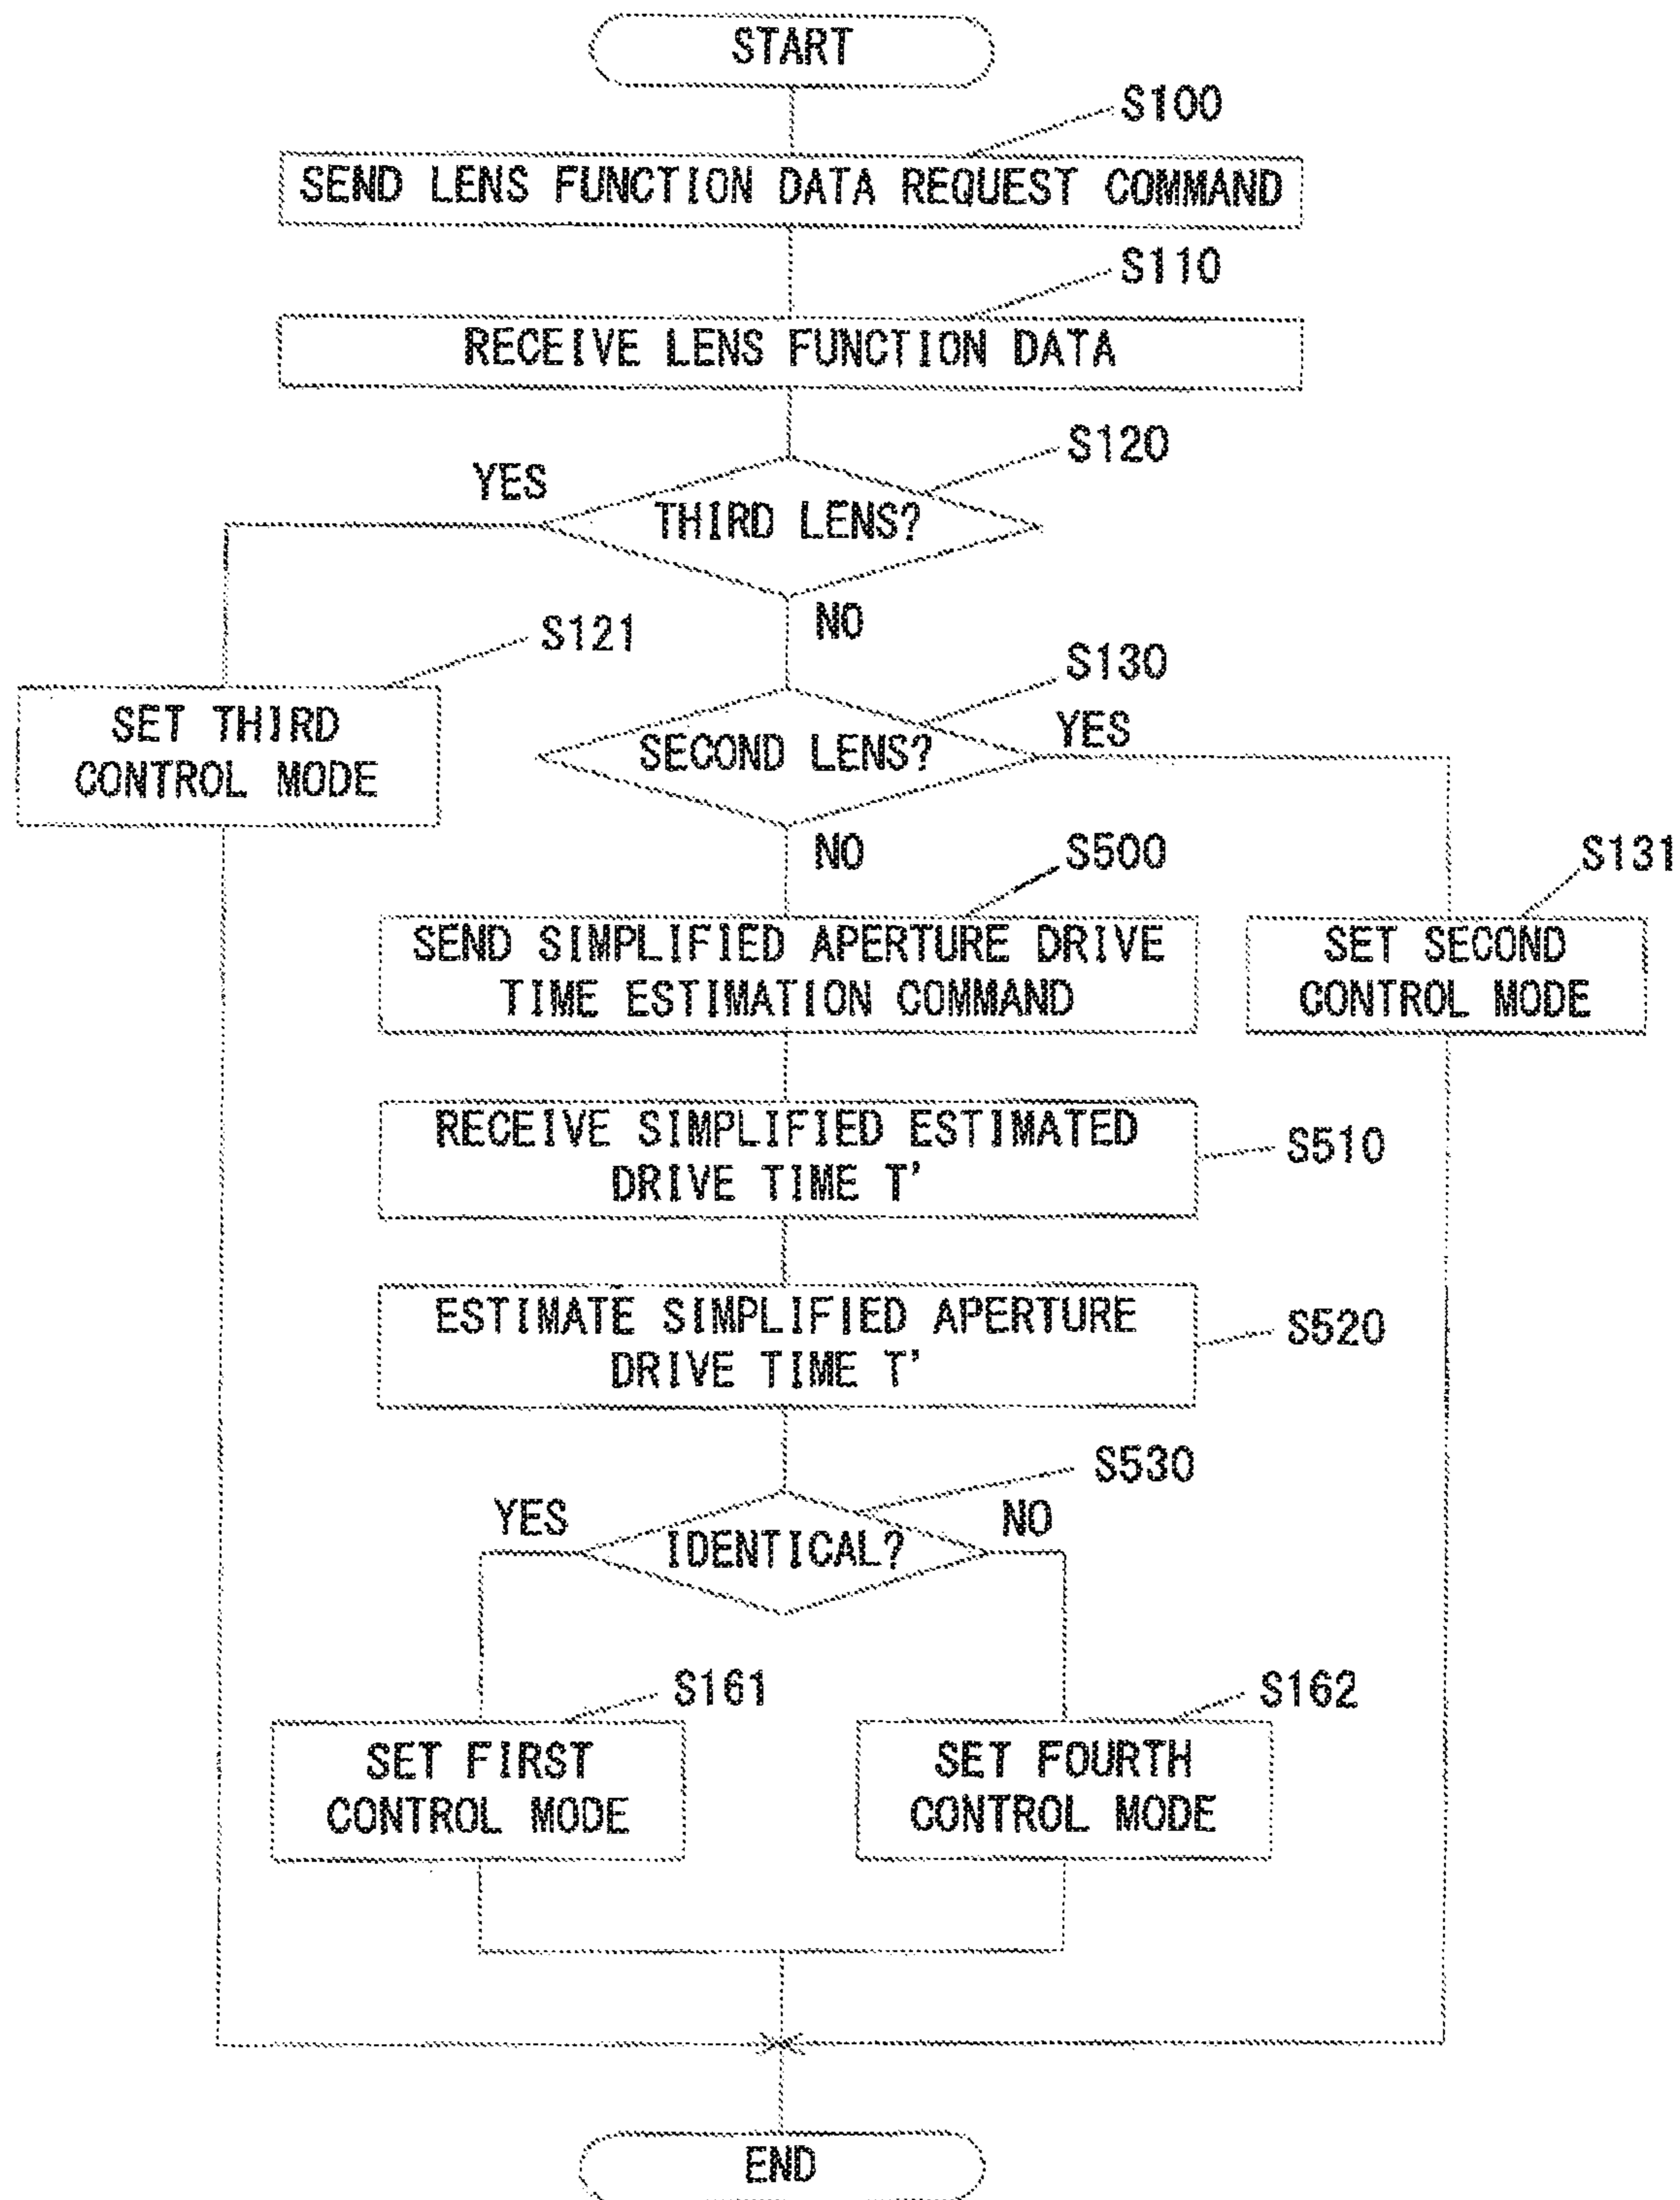 START
S100
SEND LENS FUNCTION DATA REQUEST COMMAND
S110
RECEIVE LENS FUNCTION DATA
S120
YES
THIRD LENS?
NO
S121
SET THIRD
CONTROL MODE
S130
YES
SECOND LENS?
NO
S500
S131
SEND SIMPLIFIED APERTURE DRIVE
TIME ESTIMATION COMMAND
SET SECOND
CONTROL MODE
RECEIVE SIMPLIFIED ESTIMATED
DRIVE TIME T'
S510
ESTIMATE SIMPLIFIED APERTURE
DRIVE TIME T'
S520
S530
YES
NO
IDENTICAL?
S161
S162
SET FIRST
CONTROL MODE
SET FOURTH
CONTROL MODE
END